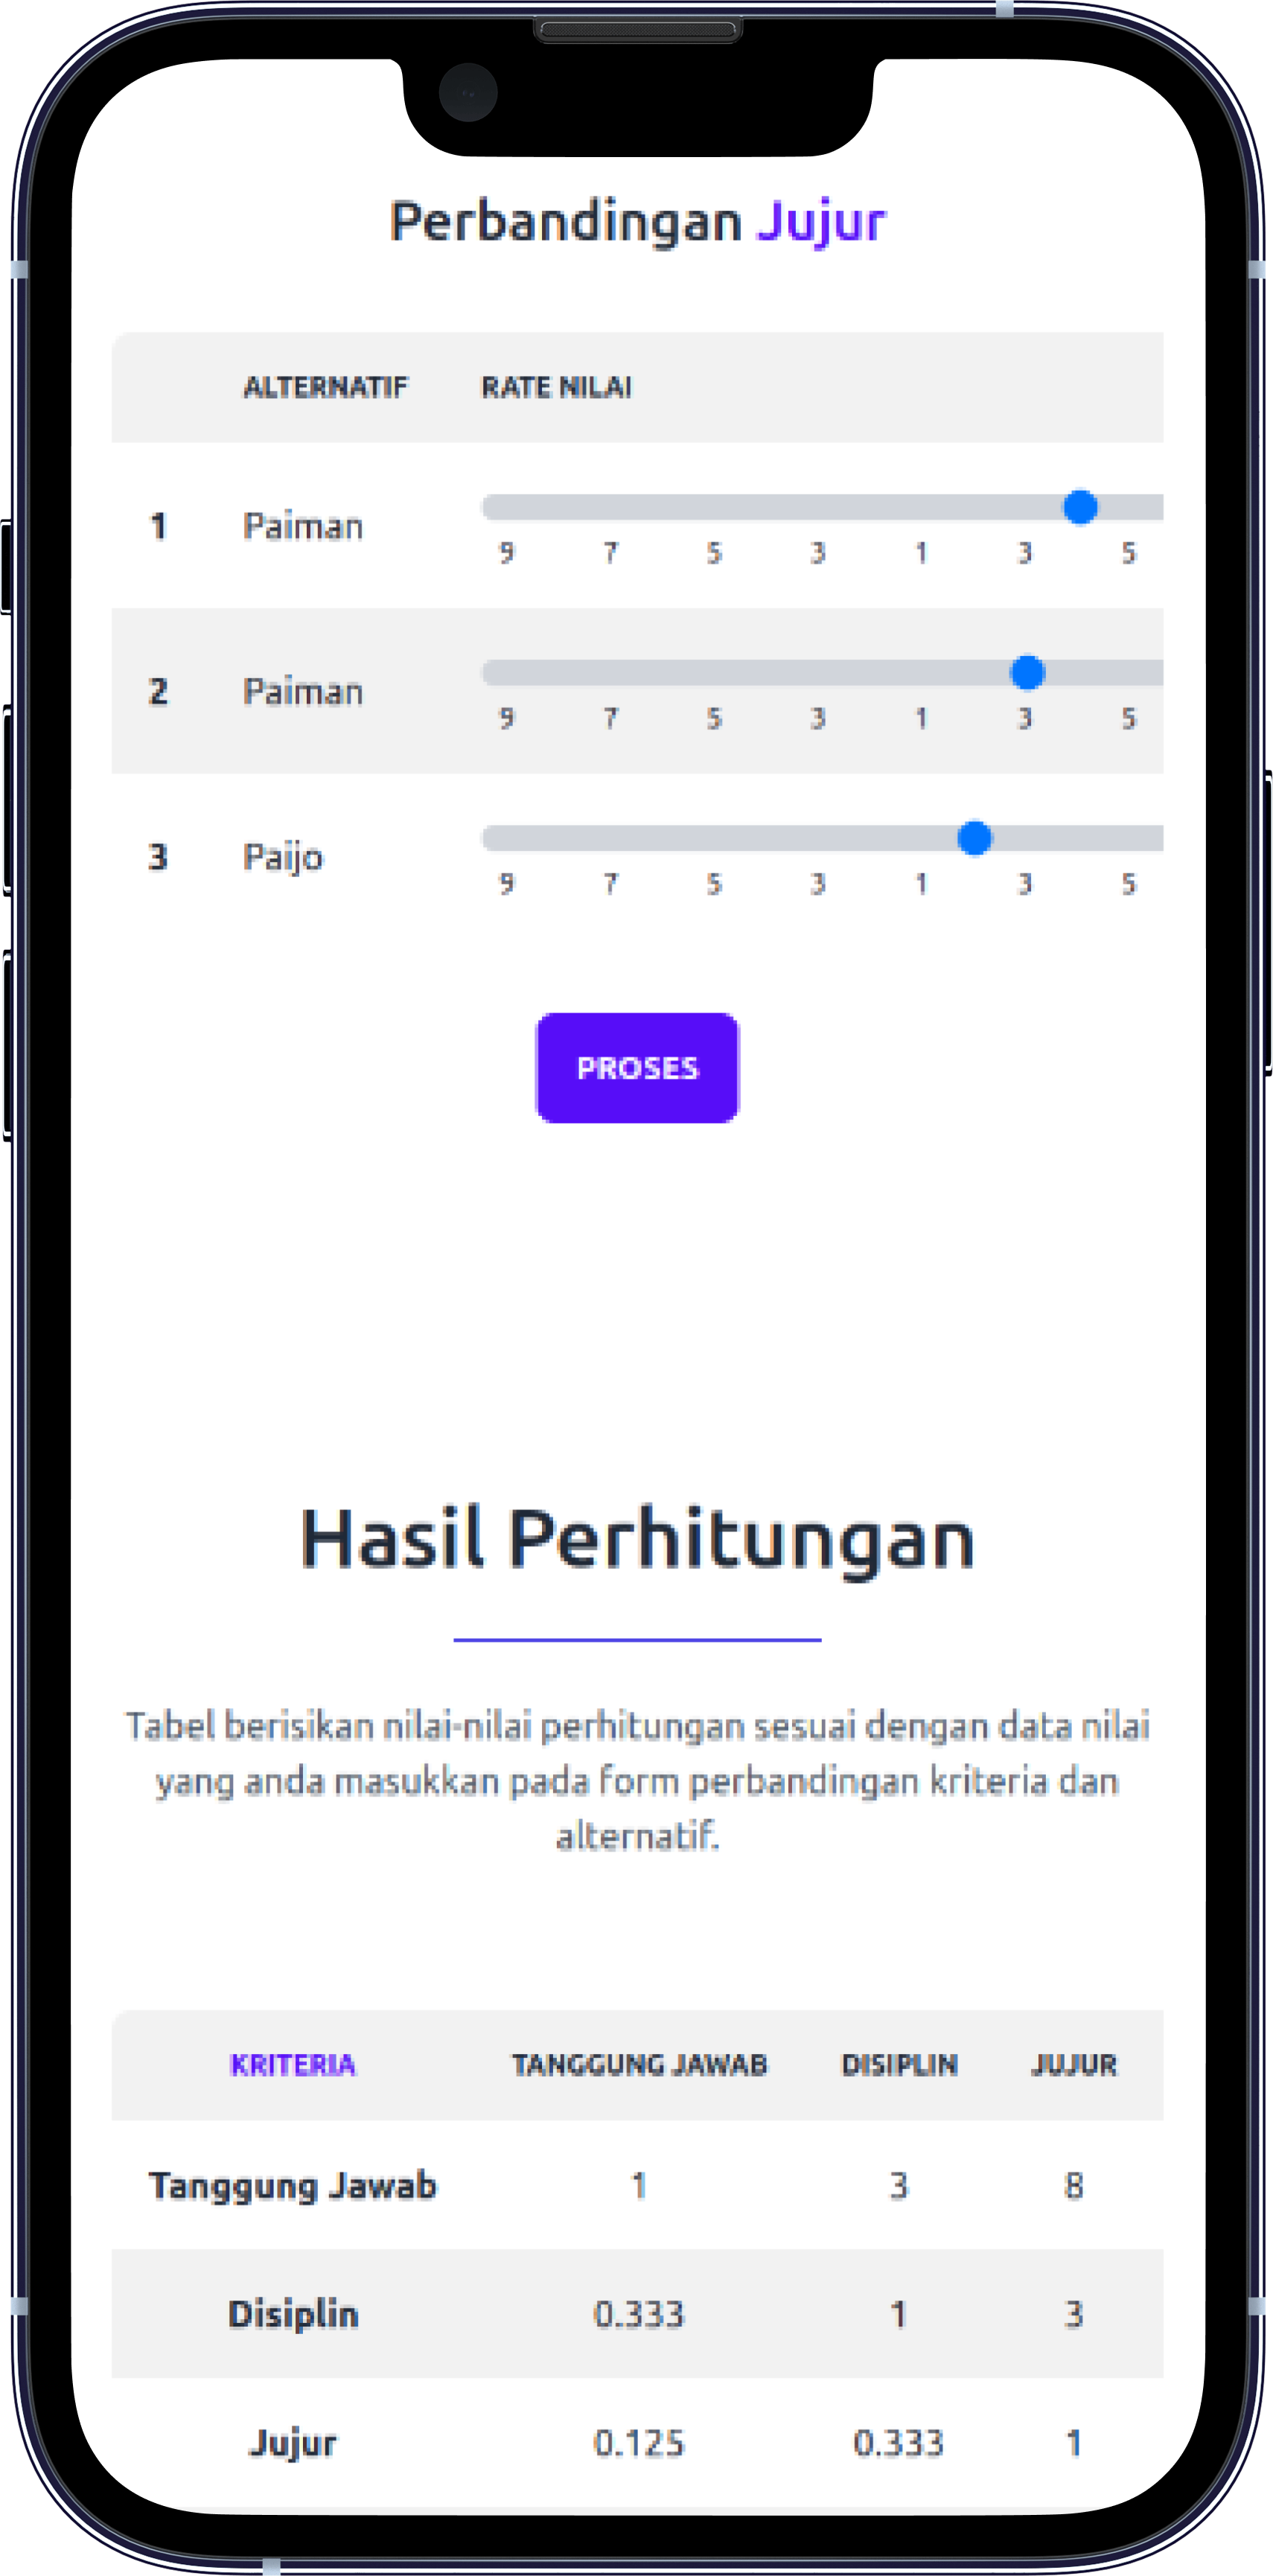 Perbandingan Jujur
ALTERNATIF RATE NILAI
1 Paiman
9 7 5 3 1 3 5
2 Paiman
9 7 5 3 1 3 5
3 Paijo
9 7 5 3 1 3 5
PROSES
Hasil Perhitungan
Tabel berisikan nilai-nilai perhitungan sesuai dengan data nilai
yang anda masukkan pada form perbandingan kriteria dan
alternatif.
KRITERIA TANGGUNG JAWAB DISIPLIN JUJUR
Tanggung Jawab 1 3 8
Disiplin 0.333 1 3
Jujur 0.125 0.333 1